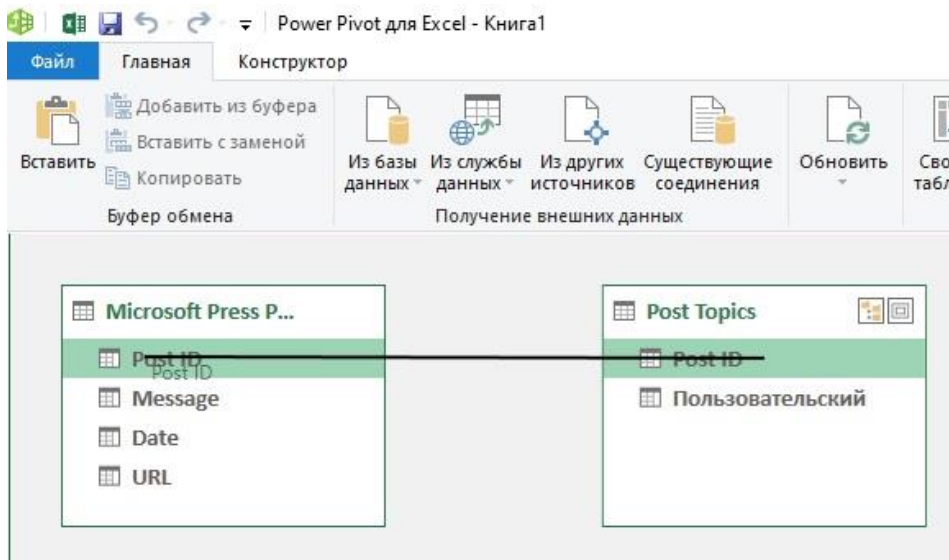 Power Pivot для Excel - Книга1
Файл Главная Конструктор
Вставить
Добавить из буфера
Вставить с заменой
Копировать
Буфер обмена
Из базы данных
Из службы данных
Из других источников
Существующие соединения
Получение внешних данных
Обновить
Сво
табл
Microsoft Press P...
Post ID
Post ID
Message
Date
URL
Post Topics
Post ID
Пользовательский